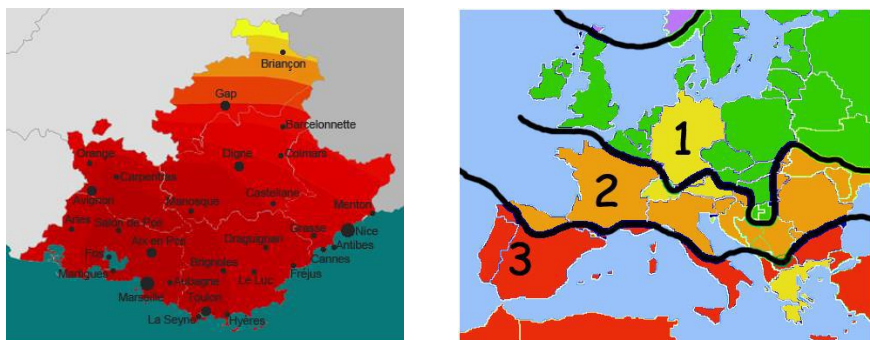 Briançon
Gap
Barcelonnette
Orange
Digne
Colmars
Carpentras
Avignon
Manosque
Castellane
Menton
Arles
Salon de Pce
Grasse
Nice
Aix en Pce
Draguignan
Antibes
Fos
Cannes
Martigues
Brignoles
Fréjus
Aubagne
Le Luc
Marseille
Toulon
La Seyne
Hyères
1
2
3